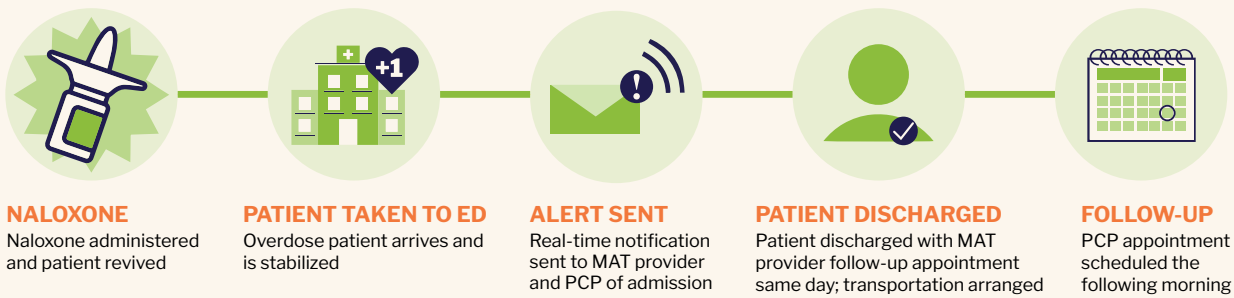 +1
!
NALOXONE
Naloxone administered
and patient revived
PATIENT TAKEN TO ED
Overdose patient arrives and
is stabilized
ALERT SENT
Real-time notification
sent to MAT provider
and PCP of admission
PATIENT DISCHARGED
Patient discharged with MAT
provider follow-up appointment
same day; transportation arranged
FOLLOW-UP
PCP appointment
scheduled the
following morning